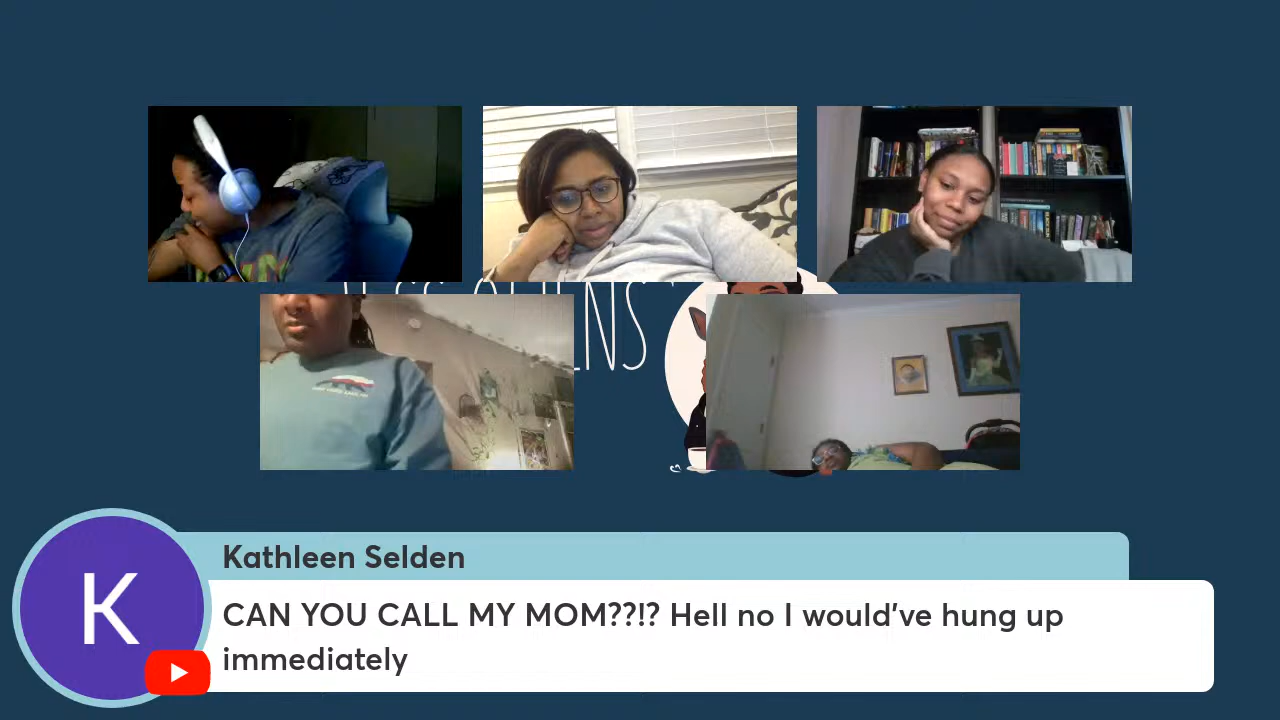 Kathleen Selden
CAN YOU CALL MY MOM??!? Hell no I would've hung up
immediately
K